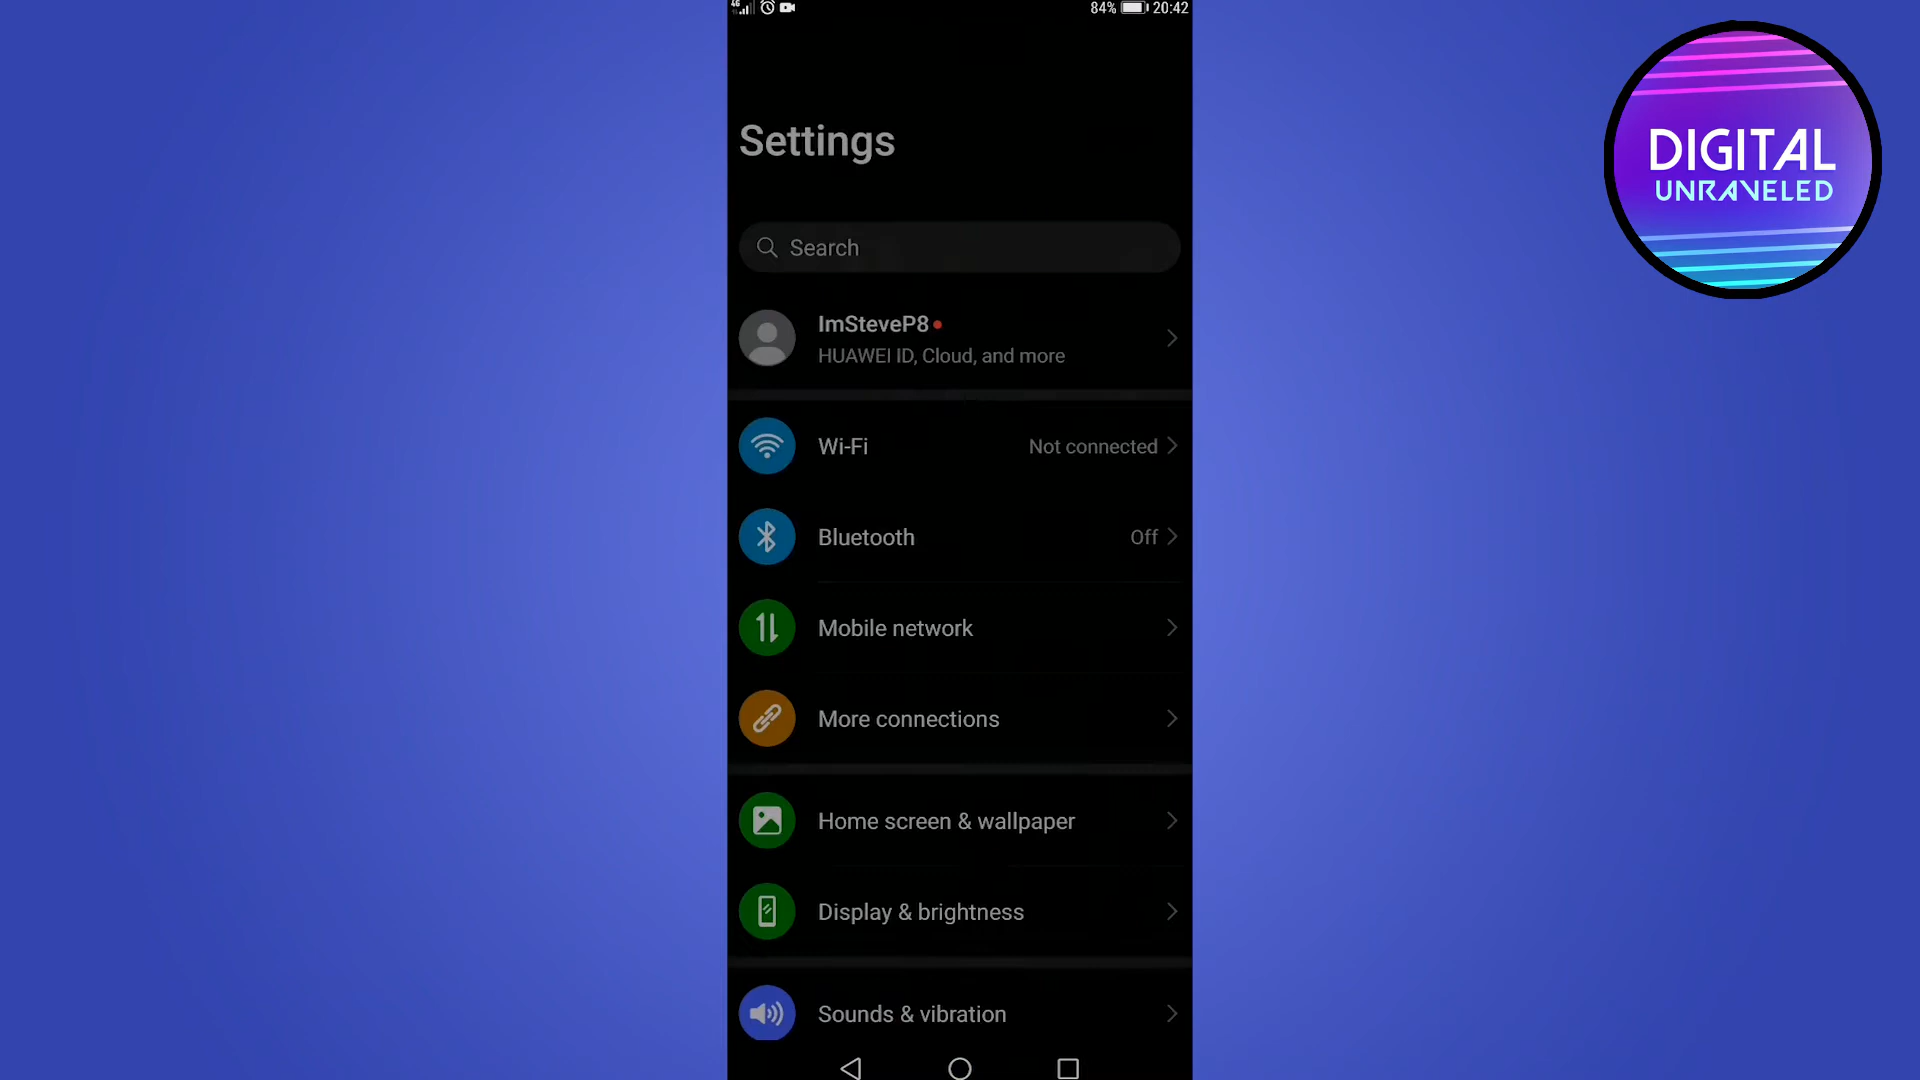 4G
84%
20:42
DIGITAL
UNRAVELED
Settings
Search
ImSteveP8
HUAWEI ID, Cloud, and more
Wi-Fi
Not connected
Bluetooth
Off
Mobile network
More connections
Home screen & wallpaper
Display & brightness
Sounds & vibration